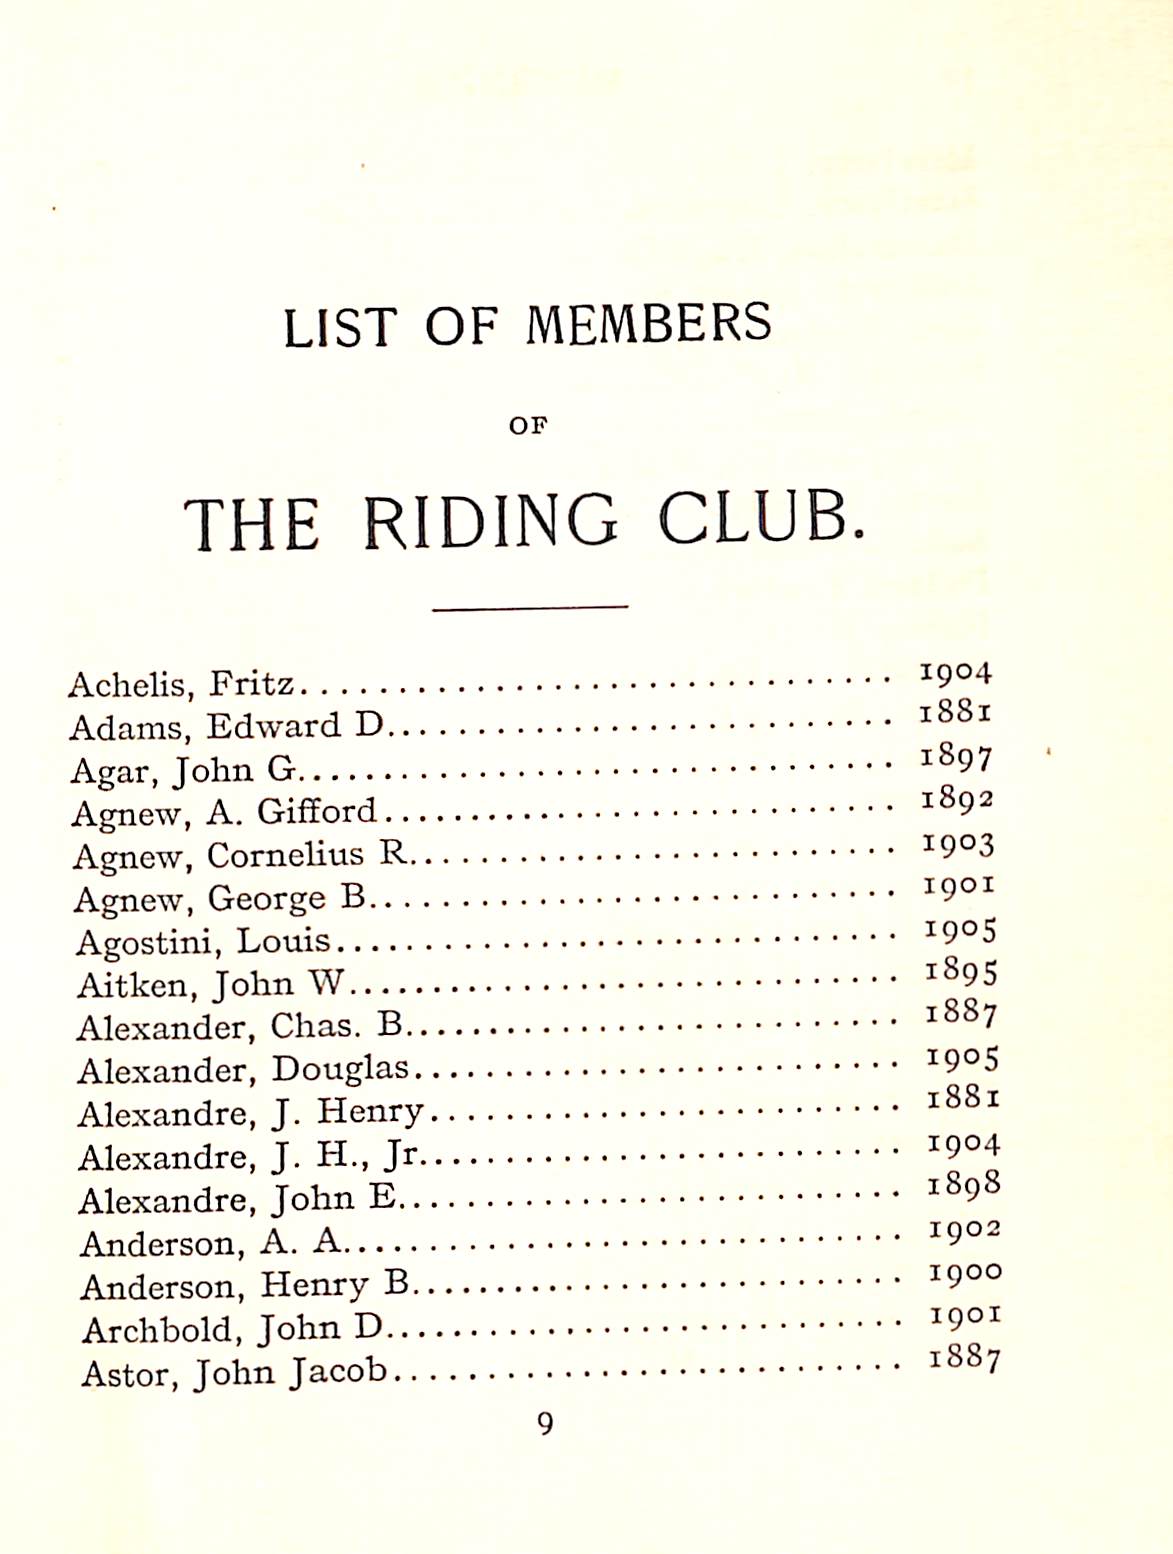 LIST OF MEMBERS
OF
THE RIDING CLUB.
Achelis, Fritz................................ 1904
Adams, Edward D............................ 1881
Agar, John G................................ 1897
Agnew, A. Gifford........................... 1892
Agnew, Cornelius R.......................... 1903
Agnew, George B............................ 1901
Agostini, Louis.............................. 1905
Aitken, John W.............................. 1895
Alexander, Chas. B.......................... 1887
Alexander, Douglas.......................... 1905
Alexandre, J. Henry......................... 1881
Alexandre, J. H., Jr.......................... 1904
Alexandre, John E........................... 1898
Anderson, A. A.............................. 1902
Anderson, Henry B.......................... 1900
Archbold, John D............................ 1901
Astor, John Jacob........................... 1887
9